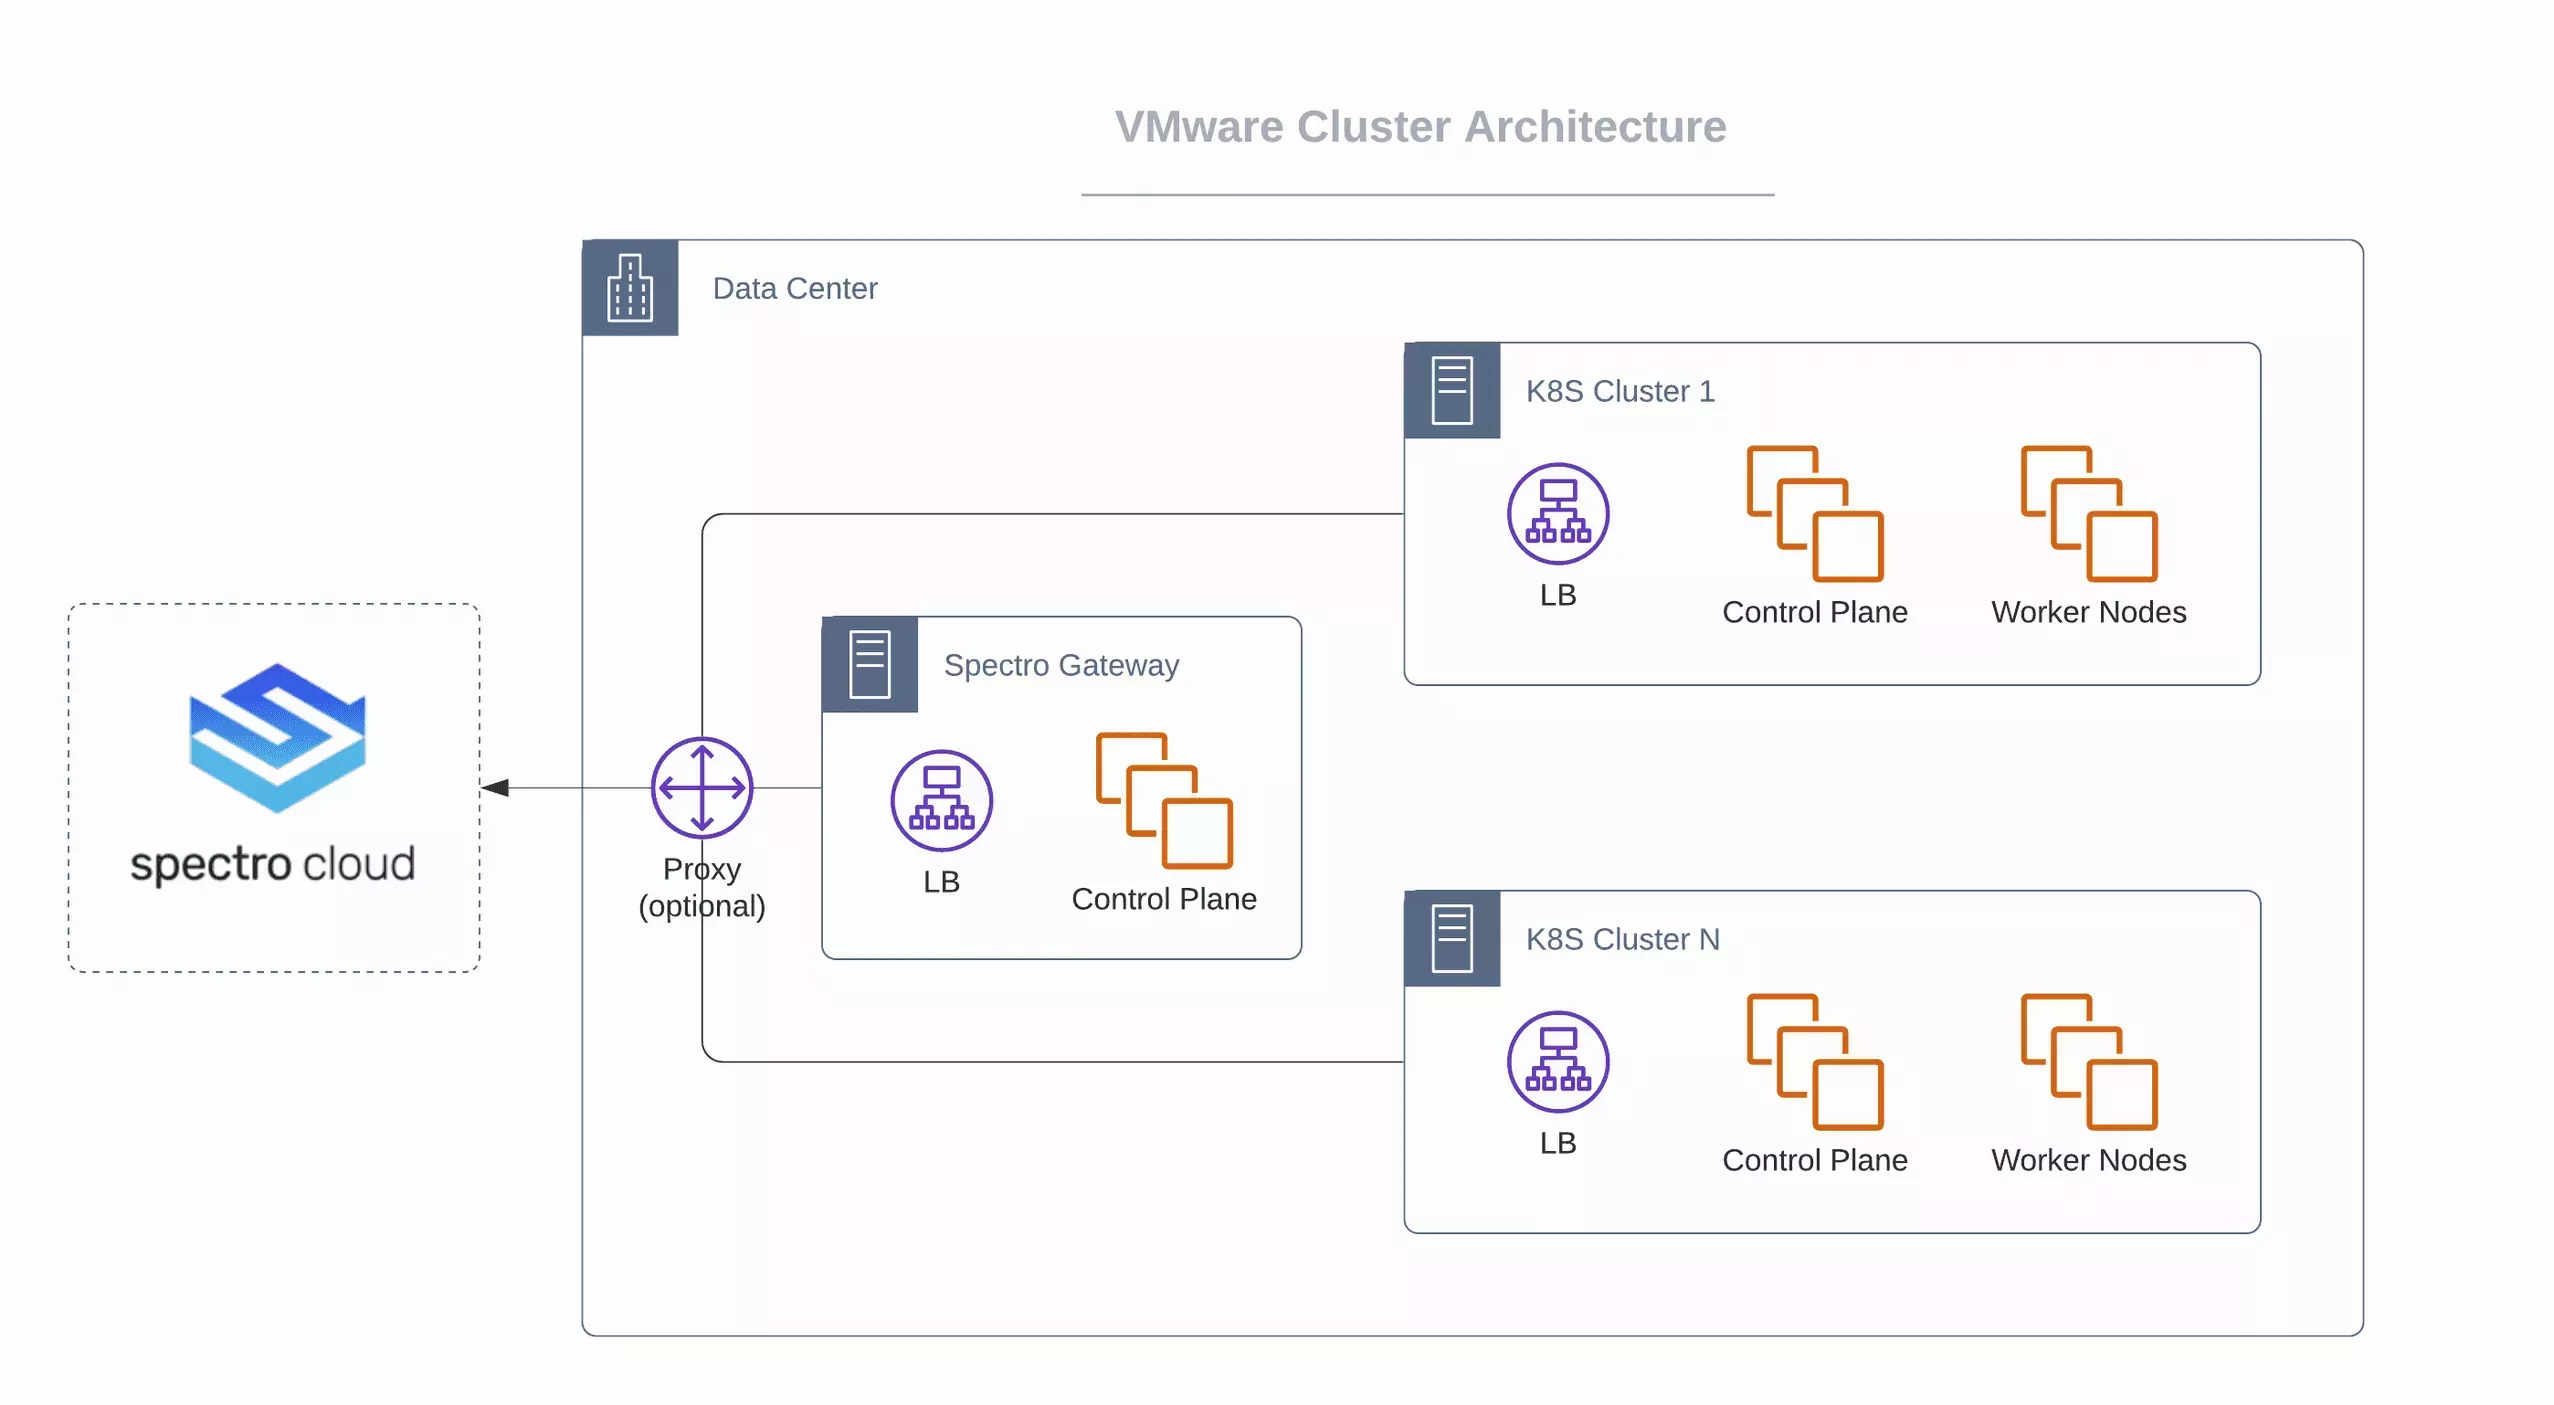 VMware Cluster Architecture
Data Center
K8S Cluster 1
LB
Control Plane
Worker Nodes
Spectro Gateway
LB
Control Plane
Proxy
(optional)
spectro cloud
K8S Cluster N
LB
Control Plane
Worker Nodes